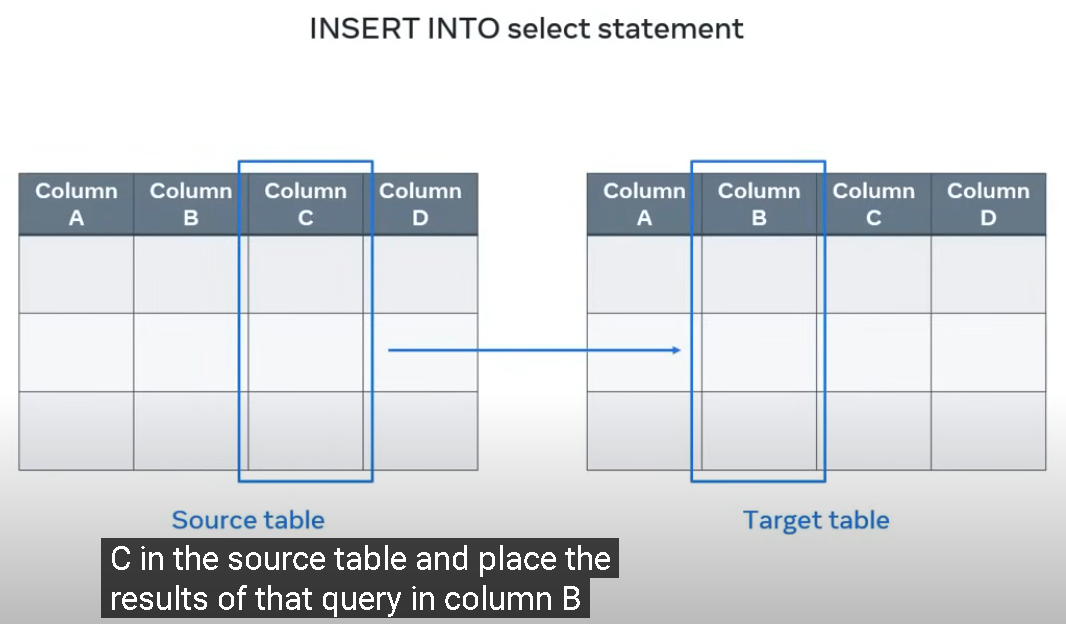 INSERT INTO select statement
Column A
Column B
Column C
Column D
Column A
Column B
Column C
Column D
Source table
Target table
C in the source table and place the
results of that query in column B